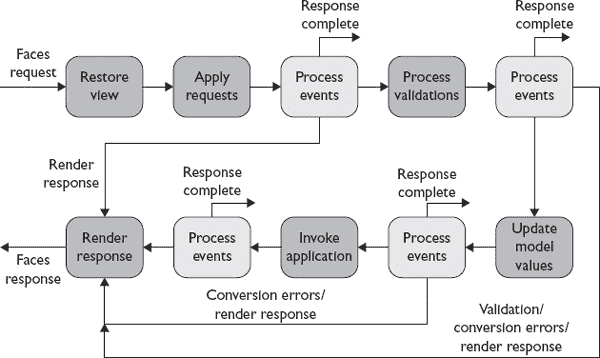 Response
complete
Response
complete
Faces
request
Restore
view
Apply
requests
Process
events
Process
validations
Process
events
Render
response
Response
complete
Response
complete
Render
response
Process
events
Invoke
application
Process
events
Update
model
values
Faces
response
Conversion errors/
render response
Validation/
conversion errors/
render response